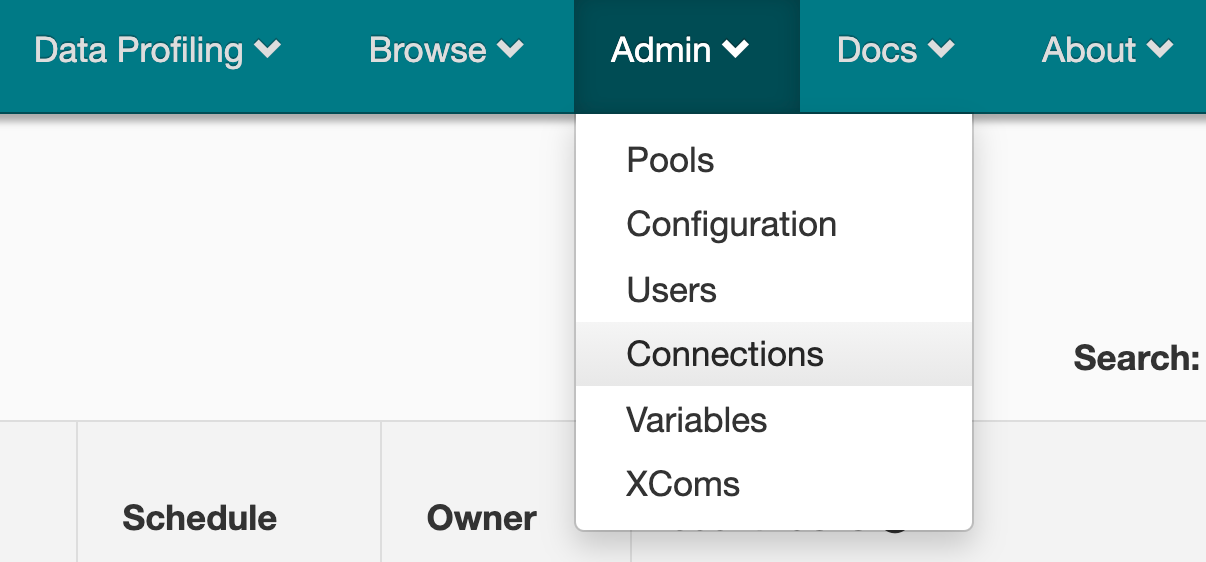 Data Profiling Browse Admin Docs About
Pools
Configuration
Users
Connections
Search:
Variables
XComs
Schedule Owner